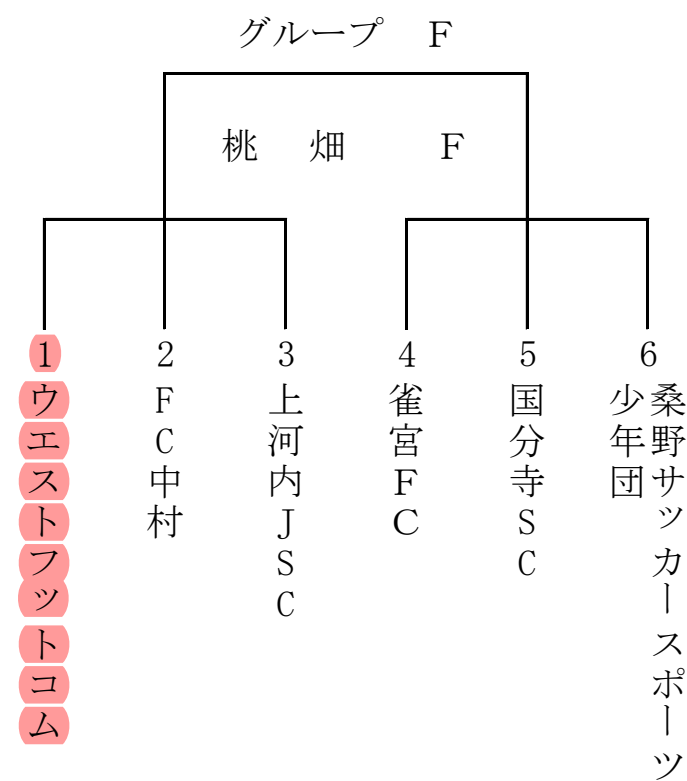 グループ　Ｆ
桃　畑　　Ｆ
1
ウエストフットコム
2
FC中村
3
上河内JSC
4
雀宮ＦＣ
5
国分寺SC
6
桑野サッカースポーツ
少年団